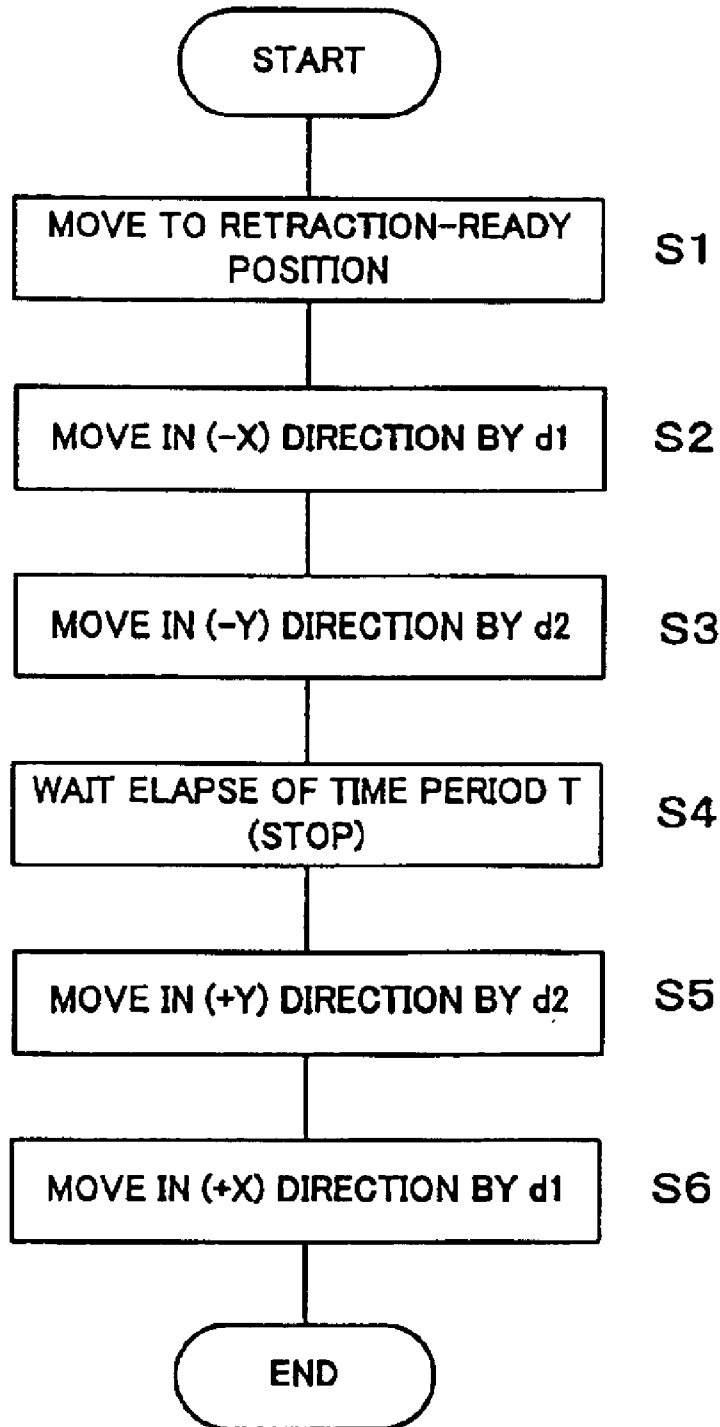 START
MOVE TO RETRACTION-READY
POSITION
S1
MOVE IN (-X) DIRECTION BY d1
S2
MOVE IN (-Y) DIRECTION BY d2
S3
WAIT ELAPSE OF TIME PERIOD T
(STOP)
S4
MOVE IN (+Y) DIRECTION BY d2
S5
MOVE IN (+X) DIRECTION BY d1
S6
END